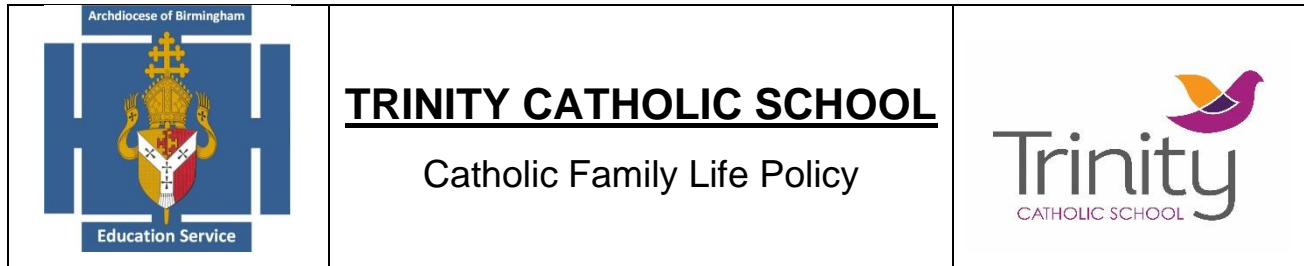 Archdiocese of Birmingham
Education Service
TRINITY CATHOLIC SCHOOL
Catholic Family Life Policy
Trinity
CATHOLIC SCHOOL